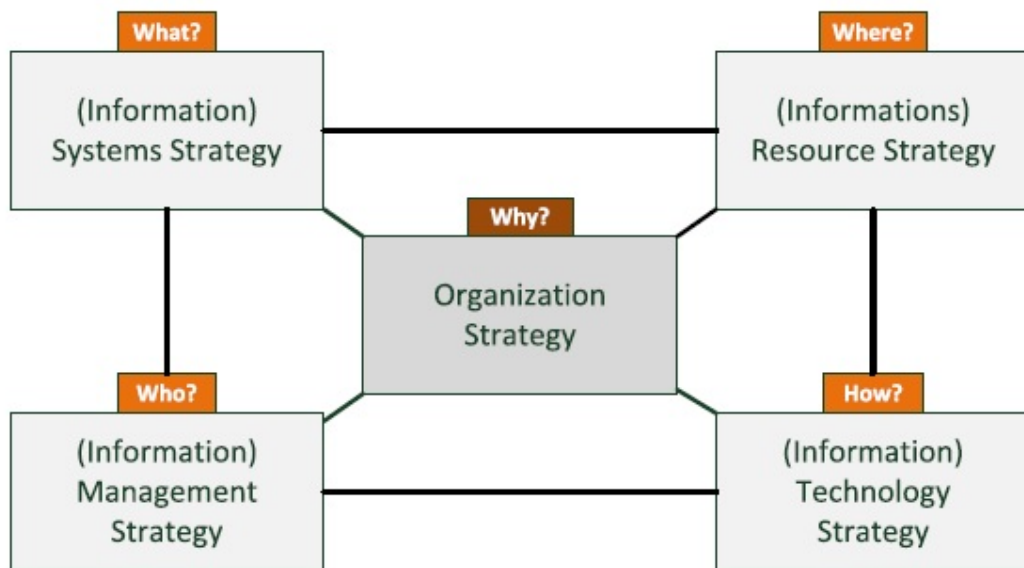 What?
(Information)
Systems Strategy
Where?
(Informations)
Resource Strategy
Why?
Organization
Strategy
Who?
(Information)
Management
Strategy
How?
(Information)
Technology
Strategy